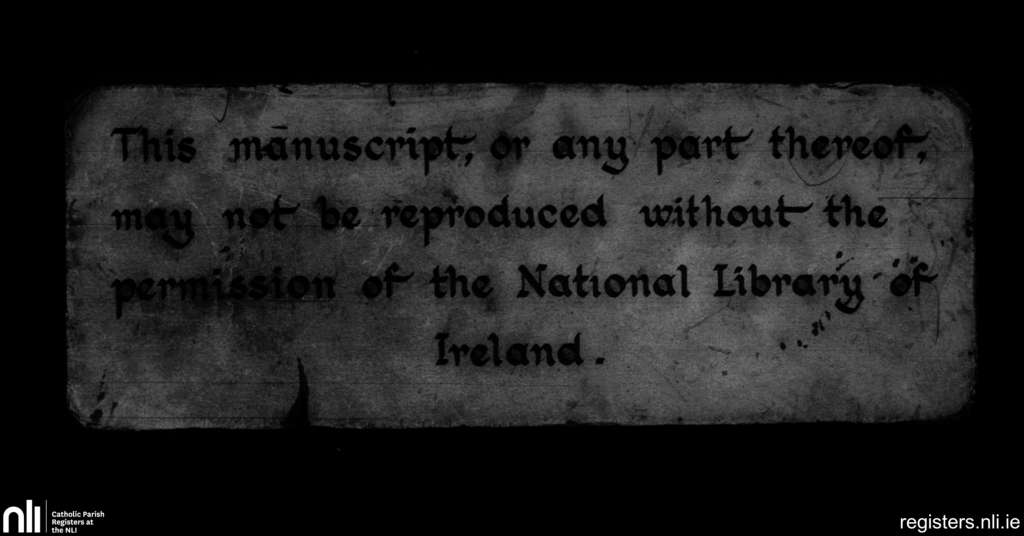 This manuscript, or any part thereof,
may not be reproduced without the
permission of the National Library of
Ireland.
nli
Catholic Parish
Registers at
the NLI
registers.nli.ie